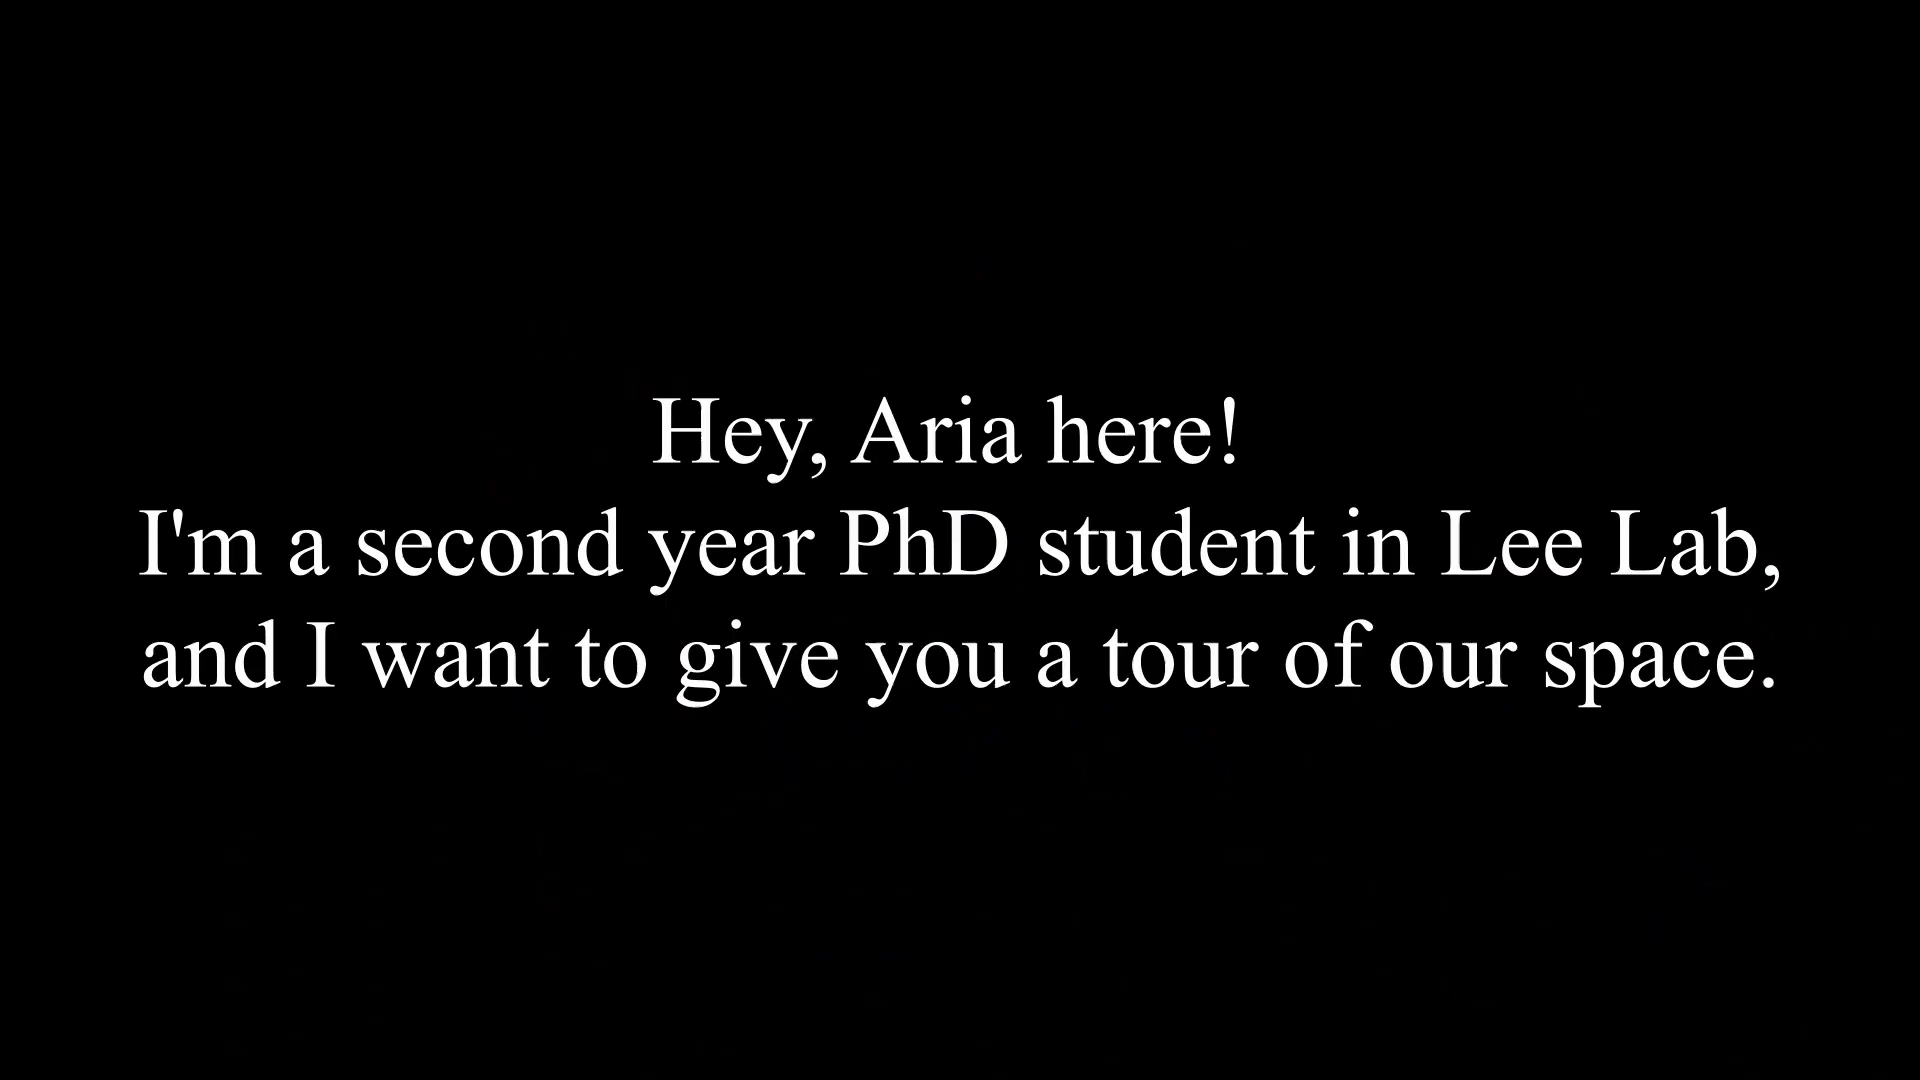 Hey, Aria here!
I'm a second year PhD student in Lee Lab,
and I want to give you a tour of our space.